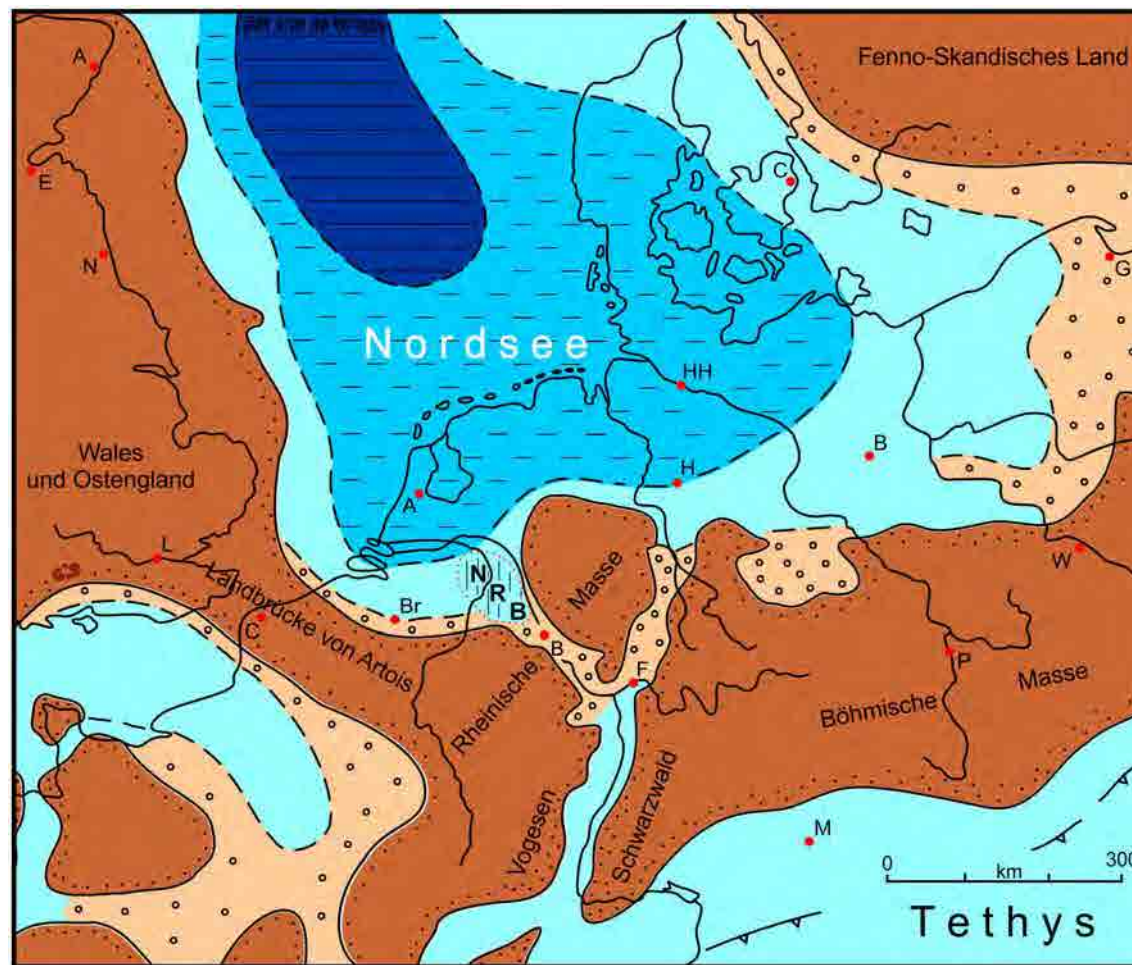 Fenno-Skandisches Land
A
E
C
N
G
Nordsee
HH
Wales
und Ostengland
B
H
A
L
N
R
B
Masse
W
Landbrücke von Artois
C
Br
B
F
P
Rheinische
Böhmische
Masse
Vogesen
Schwarzwald
M
0
300
km
Tethys